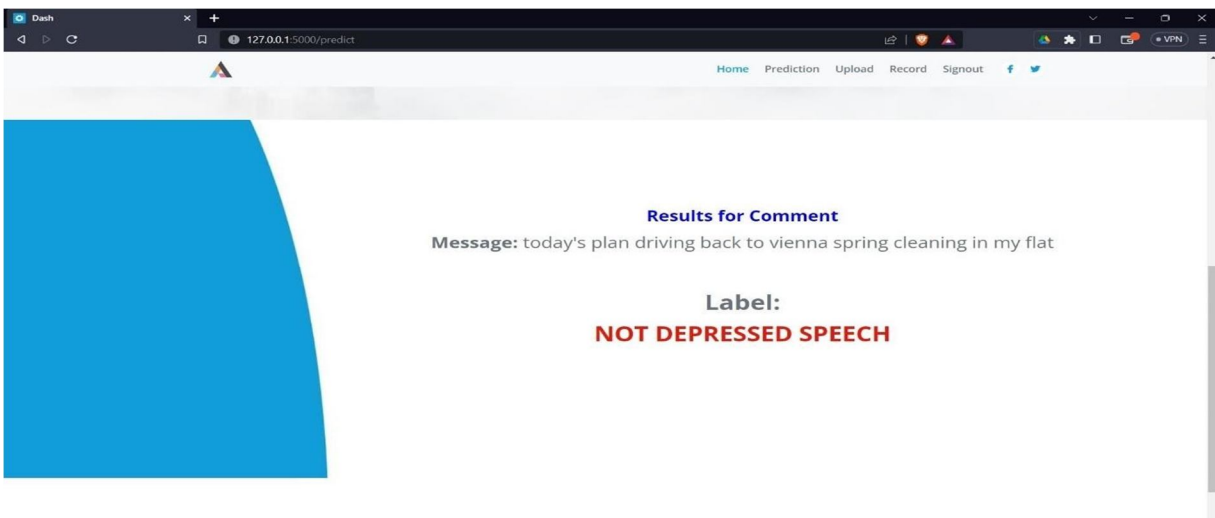 Dash
127.0.0.1:5000/predict
VPN
Home Prediction Upload Record Signout
Results for Comment
Message: today's plan driving back to vienna spring cleaning in my flat
Label:
NOT DEPRESSED SPEECH